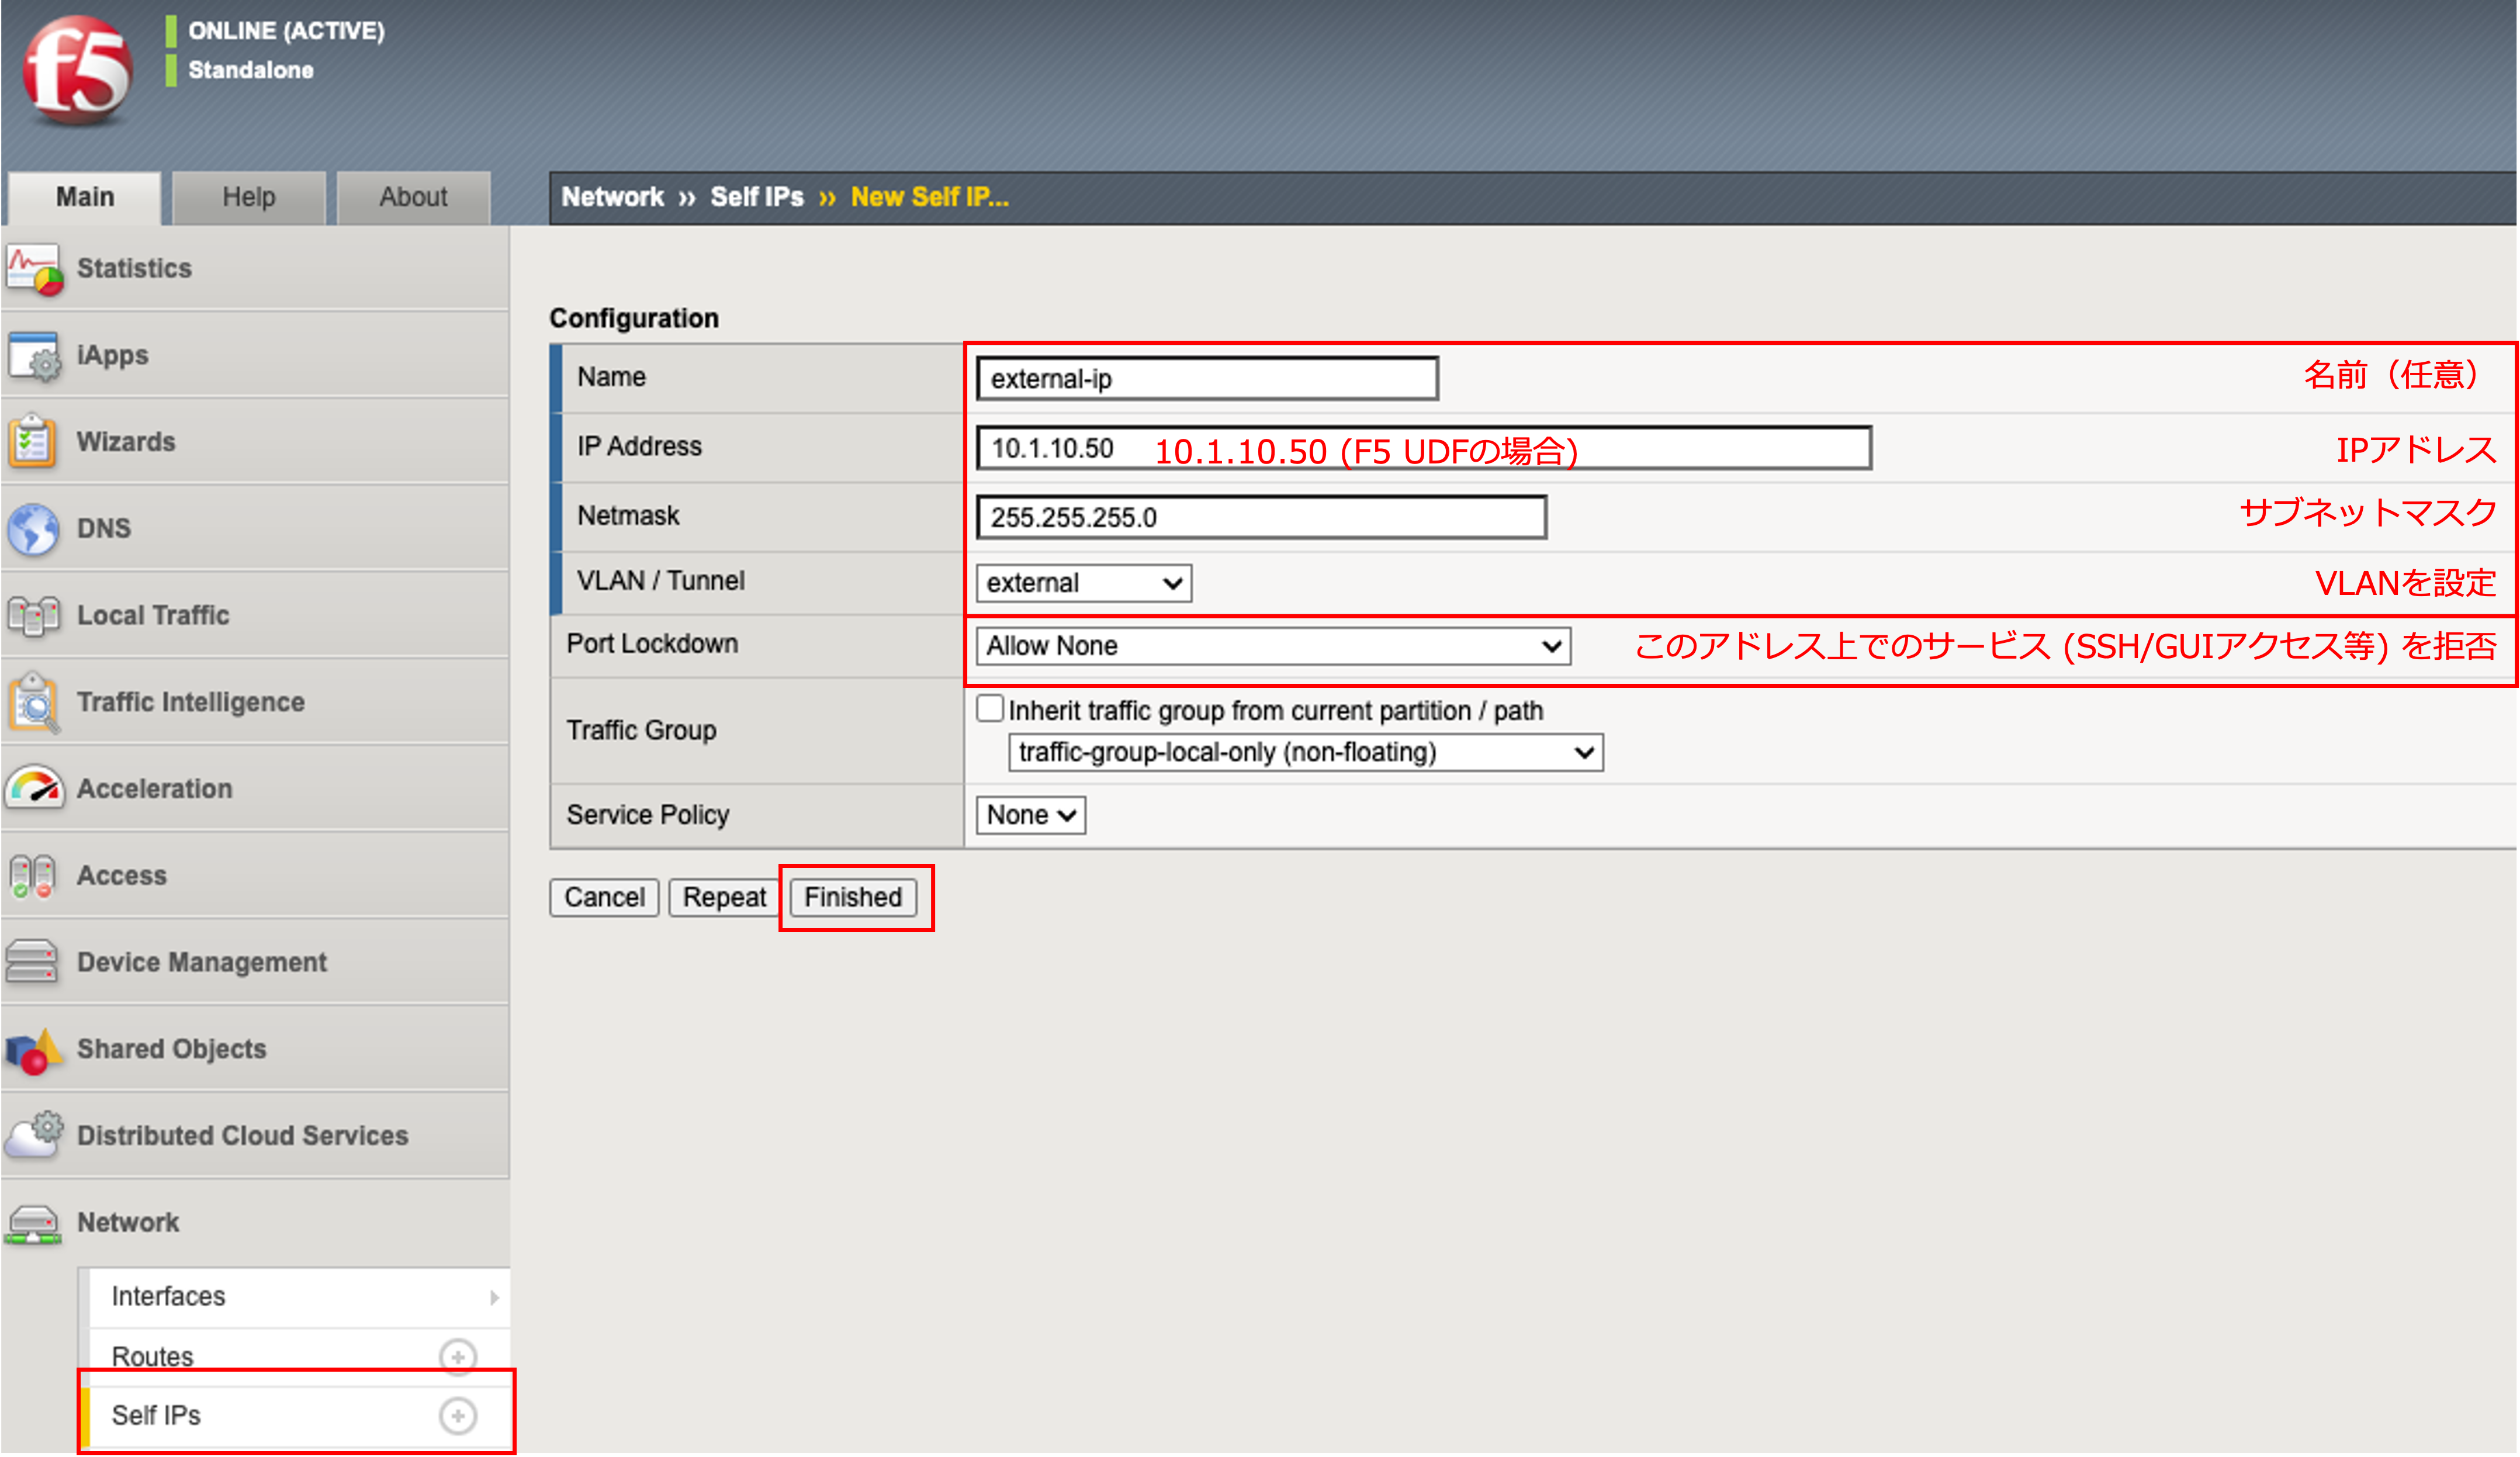 f5
ONLINE (ACTIVE)
Standalone
Main
Help
About
Network ›› Self IPs ›› New Self IP...
Statistics
iApps
Wizards
DNS
Local Traffic
Traffic Intelligence
Acceleration
Access
Device Management
Shared Objects
Distributed Cloud Services
Network
Interfaces
Routes
Self IPs
Configuration
Name external-ip 名前（任意）
IP Address 10.1.10.50 10.1.10.50 (F5 UDFの場合) IPアドレス
Netmask 255.255.255.0 サブネットマスク
VLAN / Tunnel external VLANを設定
Port Lockdown Allow None このアドレス上でのサービス (SSH/GUIアクセス等) を拒否
Traffic Group Inherit traffic group from current partition / path
traffic-group-local-only (non-floating)
Service Policy None
Cancel Repeat Finished